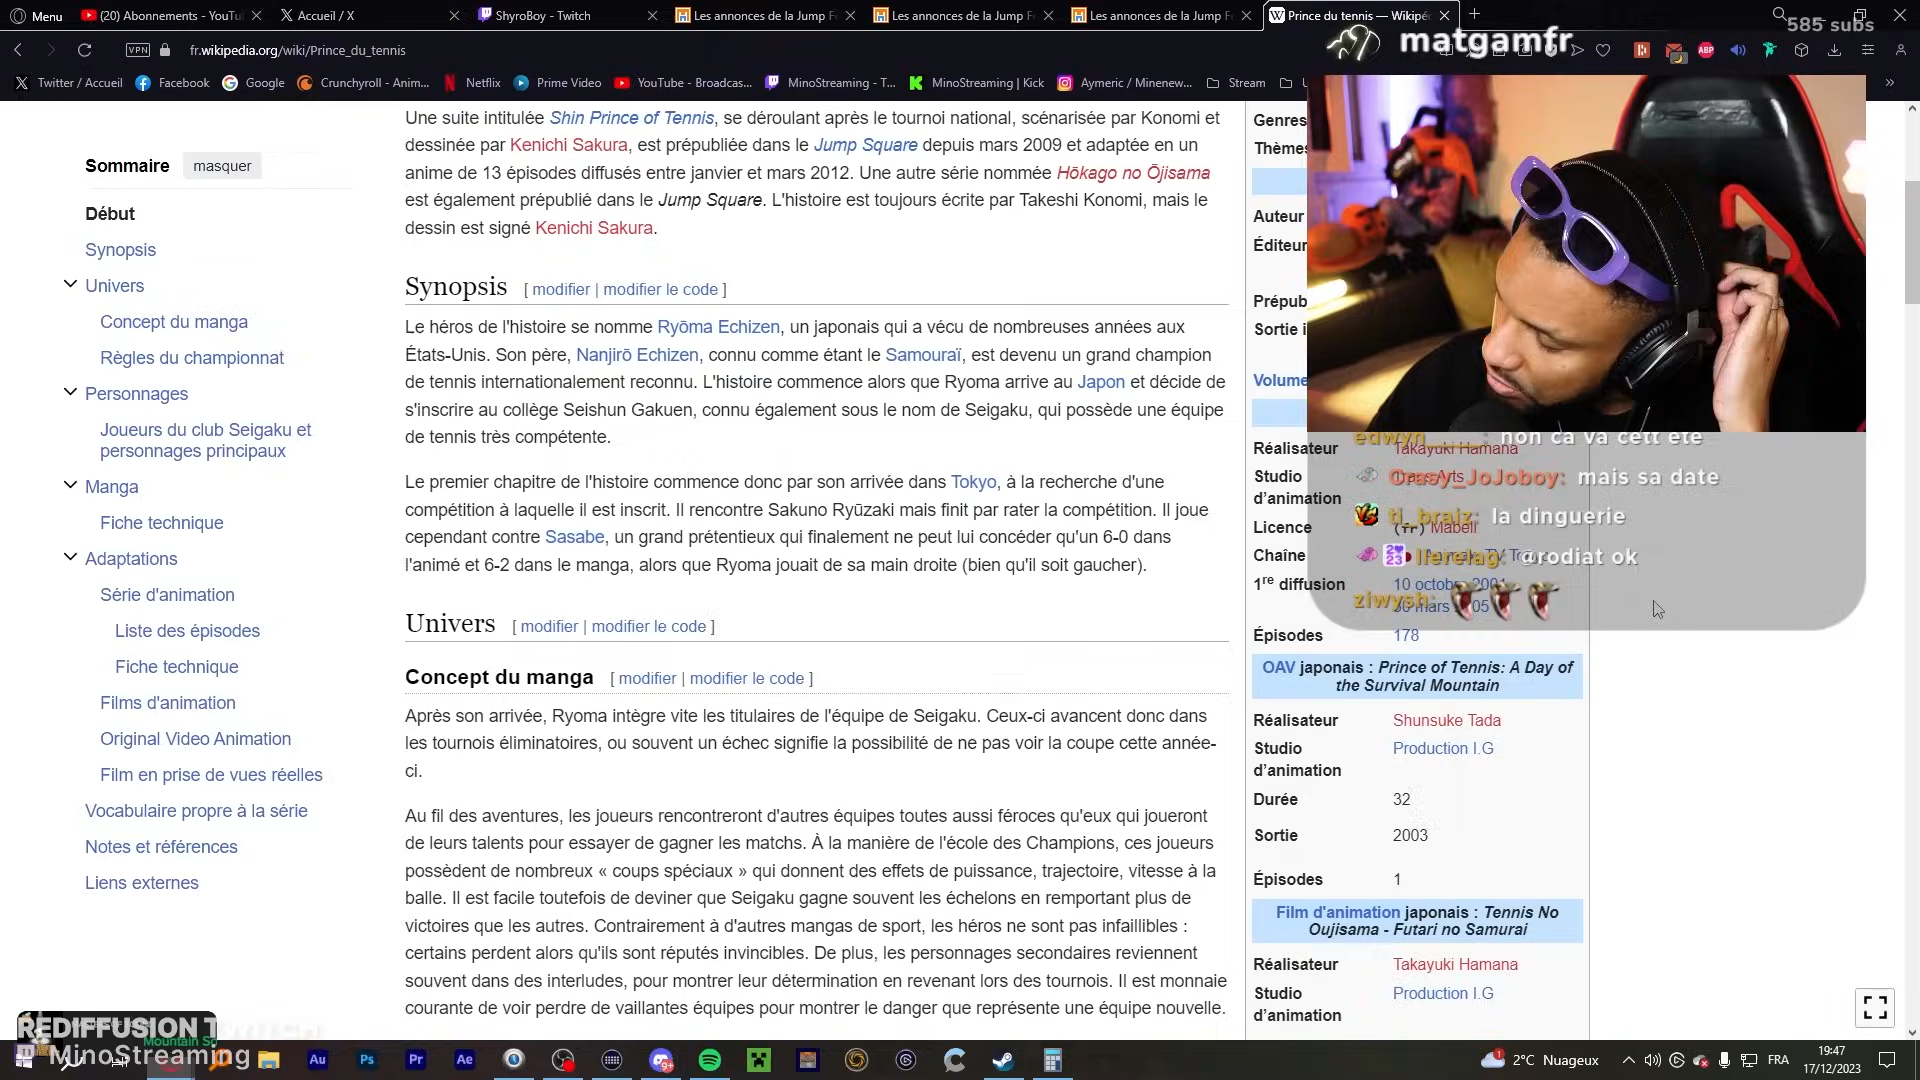 Menu
(20) Abonnements - YouTu
Accueil / X
ShyroBoy - Twitch
Les annonces de la Jump F
Les annonces de la Jump F
Les annonces de la Jump F
Prince du tennis — Wikipé
585 subs
VPN
fr.wikipedia.org/wiki/Prince_du_tennis
matgamfr
ABP
Twitter / Accueil
Facebook
Google
Crunchyroll - Anim...
Netflix
Prime Video
YouTube - Broadcas...
MinoStreaming - T...
MinoStreaming | Kick
Aymeric / Minenew...
Stream
Sommaire
masquer
Début
Synopsis
Univers
Concept du manga
Règles du championnat
Personnages
Joueurs du club Seigaku et
personnages principaux
Manga
Fiche technique
Adaptations
Série d'animation
Liste des épisodes
Fiche technique
Films d'animation
Original Video Animation
Film en prise de vues réelles
Vocabulaire propre à la série
Notes et références
Liens externes
Une suite intitulée Shin Prince of Tennis, se déroulant après le tournoi national, scénarisée par Konomi et
dessinée par Kenichi Sakura, est prépubliée dans le Jump Square depuis mars 2009 et adaptée en un
anime de 13 épisodes diffusés entre janvier et mars 2012. Une autre série nommée Hōkago no Ōjisama
est également prépublié dans le Jump Square. L'histoire est toujours écrite par Takeshi Konomi, mais le
dessin est signé Kenichi Sakura.
Synopsis [ modifier | modifier le code ]
Le héros de l'histoire se nomme Ryōma Echizen, un japonais qui a vécu de nombreuses années aux
États-Unis. Son père, Nanjirō Echizen, connu comme étant le Samouraï, est devenu un grand champion
de tennis internationalement reconnu. L'histoire commence alors que Ryoma arrive au Japon et décide de
s'inscrire au collège Seishun Gakuen, connu également sous le nom de Seigaku, qui possède une équipe
de tennis très compétente.
Le premier chapitre de l'histoire commence donc par son arrivée dans Tokyo, à la recherche d'une
compétition à laquelle il est inscrit. Il rencontre Sakuno Ryūzaki mais finit par rater la compétition. Il joue
cependant contre Sasabe, un grand prétentieux qui finalement ne peut lui concéder qu'un 6-0 dans
l'animé et 6-2 dans le manga, alors que Ryoma jouait de sa main droite (bien qu'il soit gaucher).
Univers [ modifier | modifier le code ]
Concept du manga [ modifier | modifier le code ]
Après son arrivée, Ryoma intègre vite les titulaires de l'équipe de Seigaku. Ceux-ci avancent donc dans
les tournois éliminatoires, ou souvent un échec signifie la possibilité de ne pas voir la coupe cette année-
ci.
Au fil des aventures, les joueurs rencontreront d'autres équipes toutes aussi féroces qu'eux qui joueront
de leurs talents pour essayer de gagner les matchs. À la manière de l'école des Champions, ces joueurs
possèdent de nombreux « coups spéciaux » qui donnent des effets de puissance, trajectoire, vitesse à la
balle. Il est facile toutefois de deviner que Seigaku gagne souvent les échelons en remportant plus de
victoires que les autres. Contrairement à d'autres mangas de sport, les héros ne sont pas infaillibles :
certains perdent alors qu'ils sont réputés invincibles. De plus, les personnages secondaires reviennent
souvent dans des interludes, pour montrer leur détermination en revenant lors des tournois. Il est monnaie
courante de voir perdre de vaillantes équipes pour montrer le danger que représente une équipe nouvelle.
Genres
Thèmes
Auteur
Éditeur
Prépub
Sortie i
Volume
edwyn____: non ca va cett ete
Réalisateur Takayuki Hamana
Studio
d'animation
Crasy_JoJoboy: mais sa date
ti_braiz: la dinguerie
Licence (fr) Mabell
Chaîne
llerelag: @rodiat ok
1re diffusion 10 octobre 2001
ziwysh:
Épisodes 178
OAV japonais : Prince of Tennis: A Day of
the Survival Mountain
Réalisateur Shunsuke Tada
Studio
d'animation
Production I.G
Durée 32
Sortie 2003
Épisodes 1
Film d'animation japonais : Tennis No
Oujisama - Futari no Samurai
Réalisateur Takayuki Hamana
Studio
d'animation
Production I.G
REDIFFUSION TWITCH
MinoStreaming
Au
Ps
Pr
Ae
9+
2°C Nuageux
FRA
19:47
17/12/2023